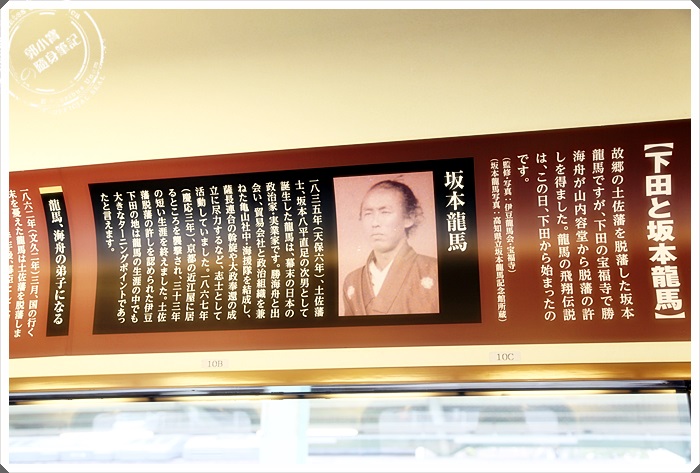 【下田と坂本龍馬】
故郷の土佐藩を脱藩した坂本
龍馬ですが、下田の宝福寺で勝
海舟が山内容堂から脱藩の許
しを得ました。龍馬の飛翔伝説
は、この日、下田から始まったの
です。
(監修・写真：伊豆龍馬会・宝福寺)
(坂本龍馬写真：高知県立坂本龍馬記念館所蔵)
坂本龍馬
一八三五年(天保六年)、土佐藩
士、坂本八平直足の次男として
誕生した龍馬は、幕末の日本の
政治家・実業家です。勝海舟と出
会い、貿易会社と政治組織を兼
ねた亀山社中・海援隊を結成し、
薩長連合の斡旋や大政奉還の成
立に尽力するなど、志士として
活動していました。一八六七年
(慶応三年)、京都の近江屋に居
るところを襲撃され、三十三年
の短い生涯を終えました。土佐
藩脱藩の許しが認められた伊豆
下田の地は龍馬の生涯の中でも
大きなターニングポイントであっ
たと言えます。
龍馬、海舟の弟子になる
一八六二年(文久二年)三月、国の行く
末を憂えた龍馬は土佐藩を脱藩しま
10B
10C
卵小寶
隨身筆記